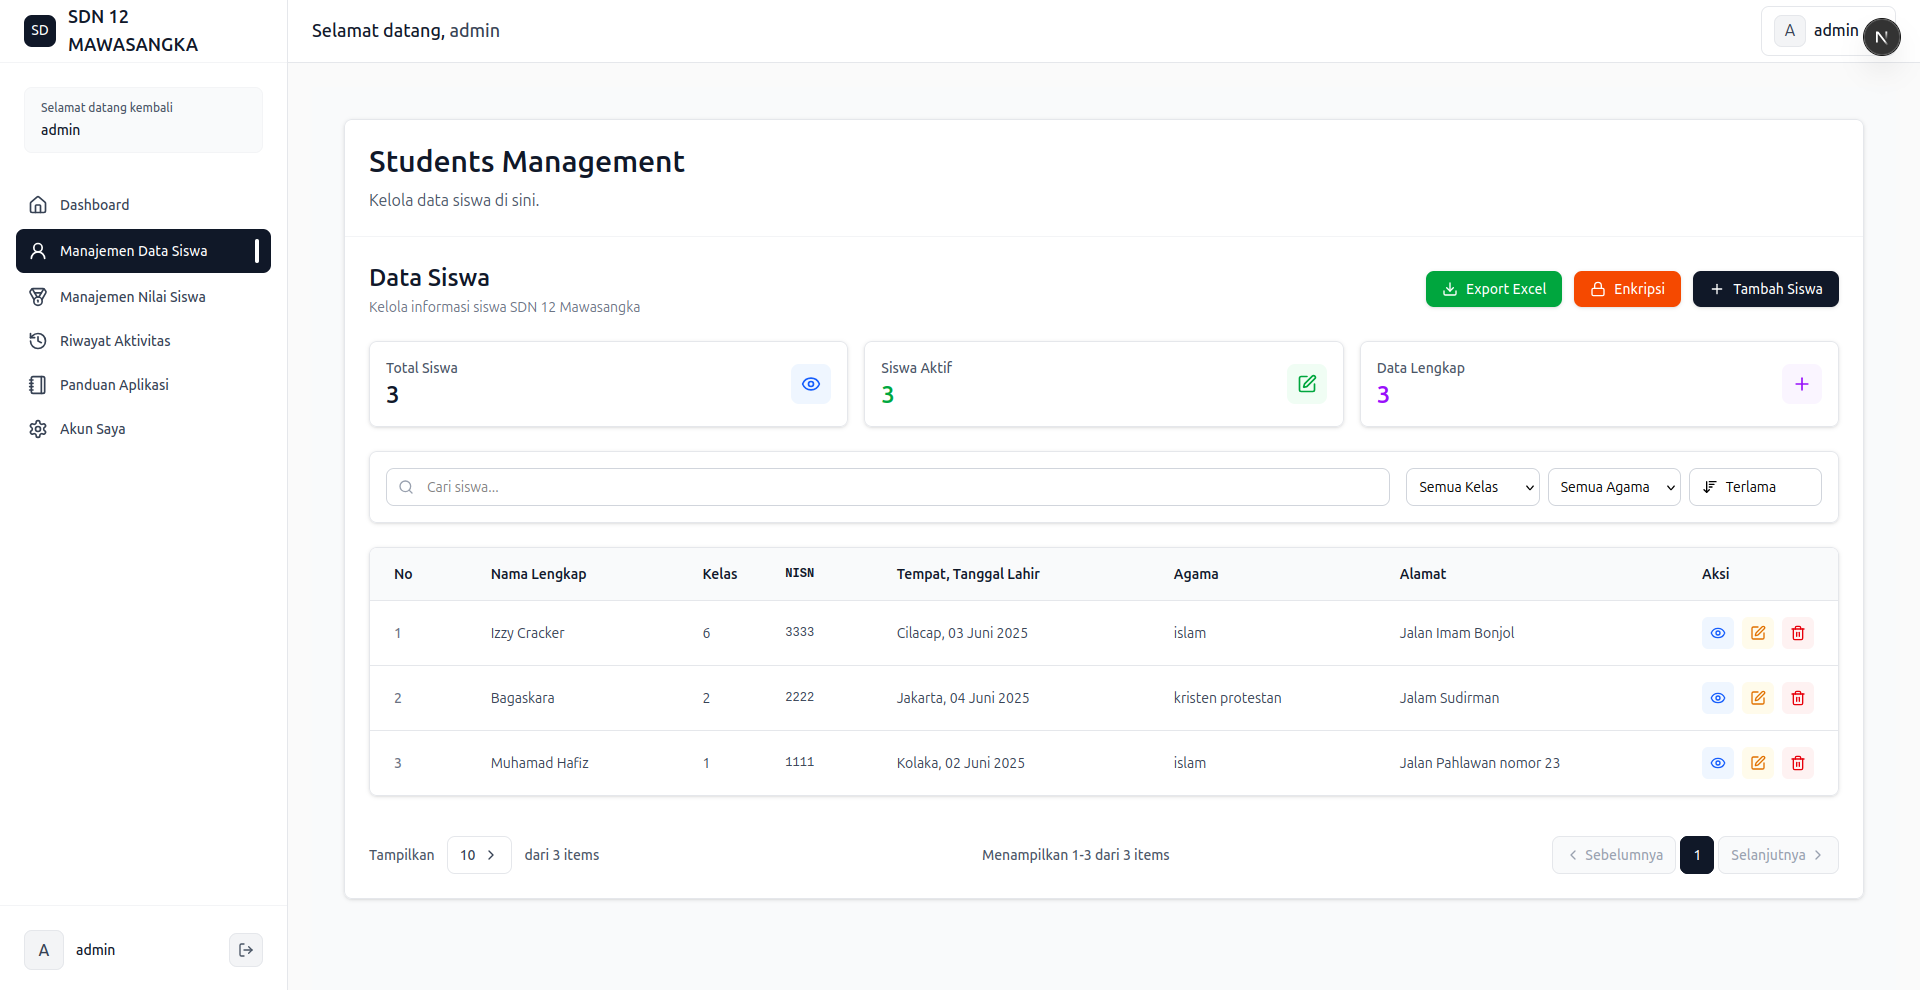 SD
SDN 12
MAWASANGKA
Selamat datang, admin
A
admin
N
Selamat datang kembali
admin
Dashboard
Manajemen Data Siswa
Manajemen Nilai Siswa
Riwayat Aktivitas
Panduan Aplikasi
Akun Saya
A
admin
Students Management
Kelola data siswa di sini.
Data Siswa
Kelola informasi siswa SDN 12 Mawasangka
Export Excel
Enkripsi
Tambah Siswa
Total Siswa
3
Siswa Aktif
3
Data Lengkap
3
Cari siswa...
Semua Kelas
Semua Agama
Terlama
No Nama Lengkap Kelas NISN Tempat, Tanggal Lahir Agama Alamat Aksi
1 Izzy Cracker 6 3333 Cilacap, 03 Juni 2025 islam Jalan Imam Bonjol
2 Bagaskara 2 2222 Jakarta, 04 Juni 2025 kristen protestan Jalam Sudirman
3 Muhamad Hafiz 1 1111 Kolaka, 02 Juni 2025 islam Jalan Pahlawan nomor 23
Tampilkan 10 dari 3 items
Menampilkan 1-3 dari 3 items
Sebelumnya 1 Selanjutnya